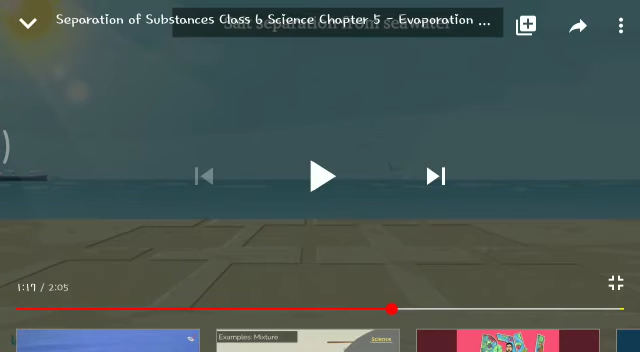 Separation of Substances Class 6 Science Chapter 5 - Evaporation ...
Salt separation from seawater
1:17 / 2:05
Examples: Mixture
Science